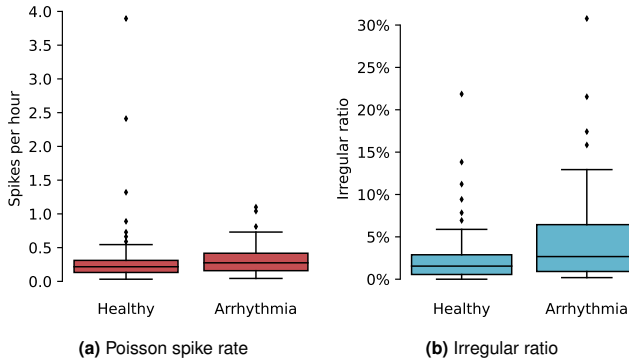 4.0
3.5
3.0
2.5
2.0
1.5
1.0
0.5
0.0
Spikes per hour
Healthy
Arrhythmia
(a) Poisson spike rate
30%
25%
20%
15%
10%
5%
0%
Irregular ratio
Healthy
Arrhythmia
(b) Irregular ratio